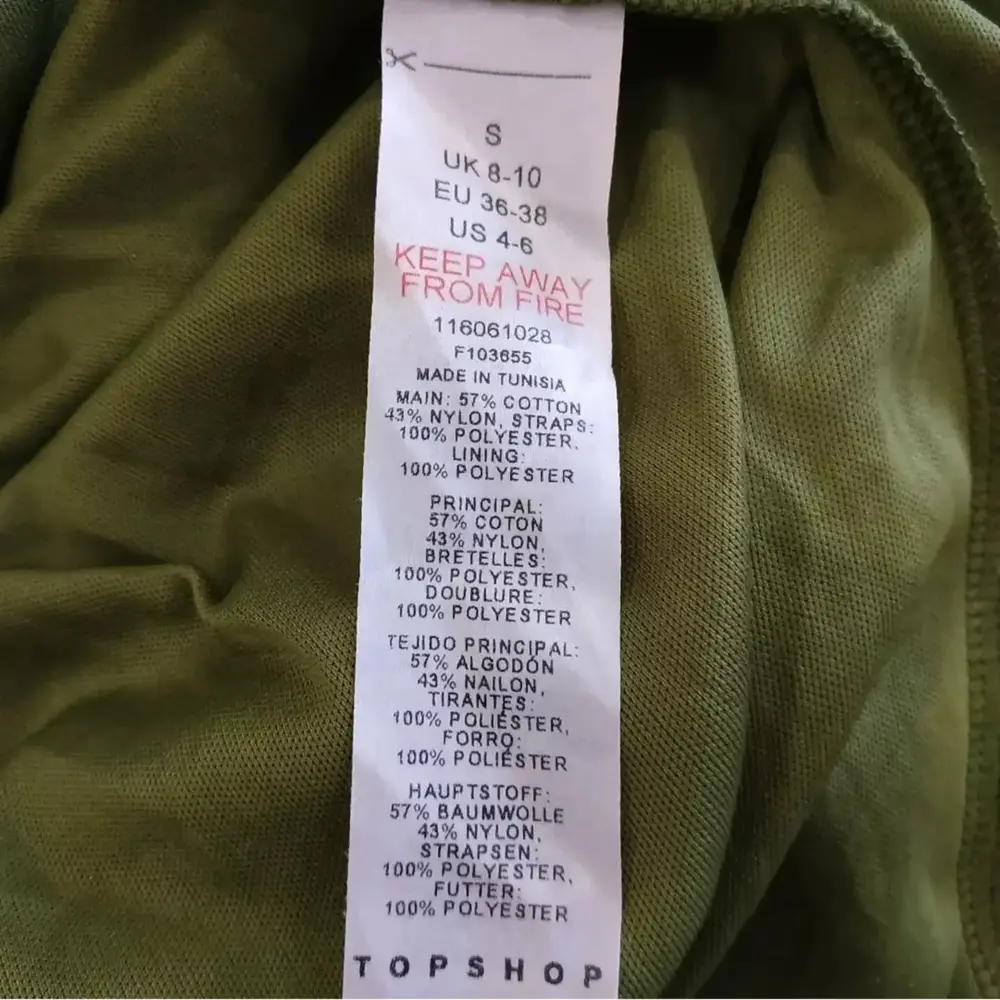 S
UK 8-10
EU 36-38
US 4-6
KEEP AWAY
FROM FIRE
116061028
F103655
MADE IN TUNISIA
MAIN: 57% COTTON
43% NYLON, STRAPS:
100% POLYESTER,
LINING:
100% POLYESTER
PRINCIPAL:
57% COTON
43% NYLON,
BRETELLES:
100% POLYESTER,
DOUBLURE:
100% POLYESTER
TEJIDO PRINCIPAL:
57% ALGODÓN
43% NAILON,
TIRANTES:
100% POLIÉSTER,
FORRO:
100% POLIÉSTER
HAUPTSTOFF:
57% BAUMWOLLE
43% NYLON,
STRAPSEN:
100% POLYESTER,
FUTTER:
100% POLYESTER
TOPSHOP